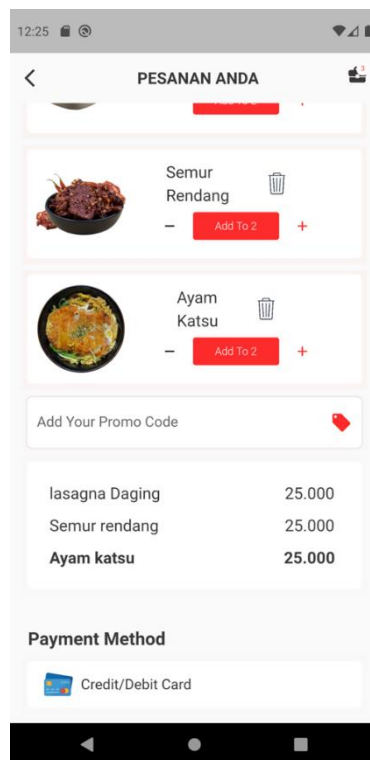 12:25
PESANAN ANDA
3
Semur
Rendang
− Add To 2 +
Ayam
Katsu
− Add To 2 +
Add Your Promo Code
lasagna Daging 25.000
Semur rendang 25.000
Ayam katsu 25.000
Payment Method
Credit/Debit Card